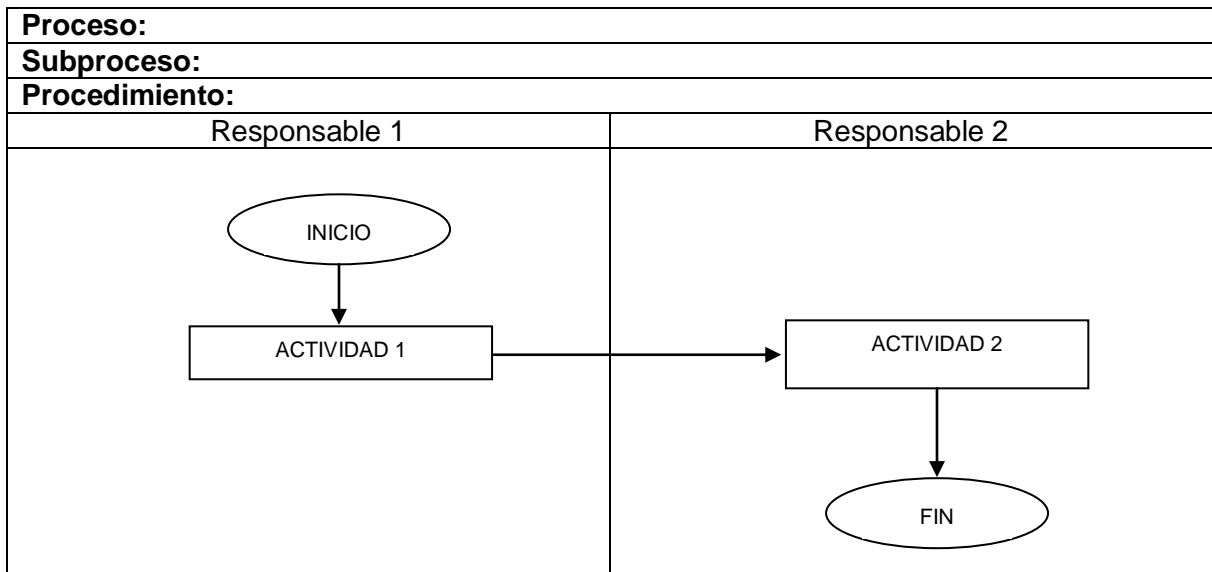 Proceso:
Subproceso:
Procedimiento:
Responsable 1
Responsable 2
INICIO
ACTIVIDAD 1
ACTIVIDAD 2
FIN